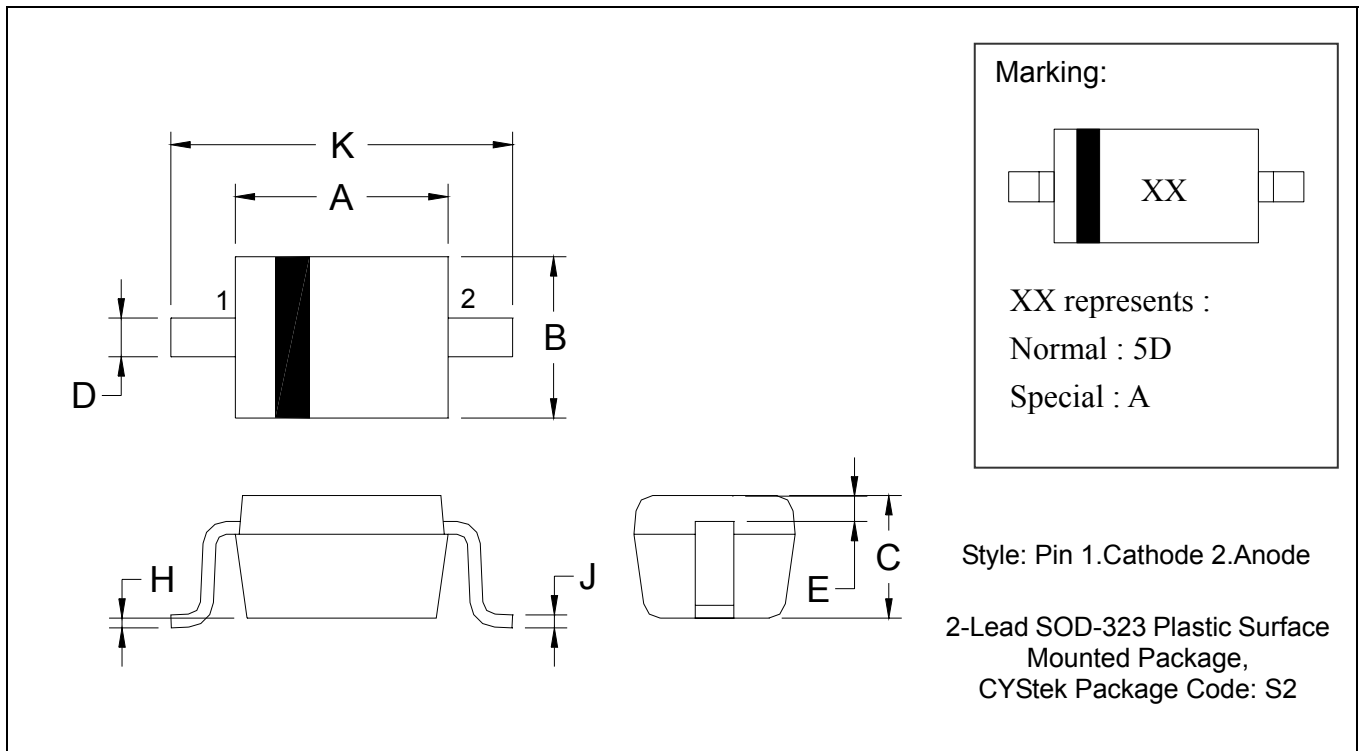 K
A
1
2
B
D
H
J
E
C
Marking:
XX
XX represents :
Normal : 5D
Special : A
Style: Pin 1.Cathode 2.Anode
2-Lead SOD-323 Plastic Surface
Mounted Package,
CYStek Package Code: S2